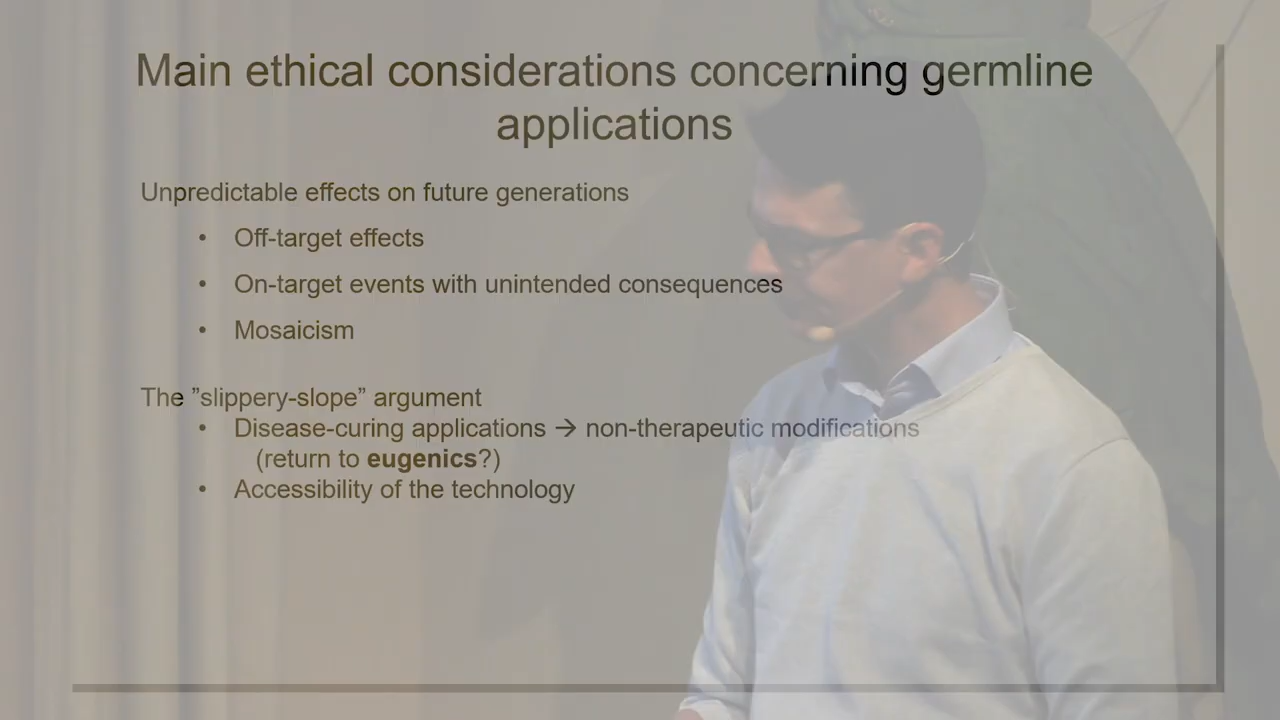 Main ethical considerations concerning germline
applications
Unpredictable effects on future generations
• Off-target effects
• On-target events with unintended consequences
• Mosaicism
The ”slippery-slope” argument
• Disease-curing applications → non-therapeutic modifications
(return to eugenics?)
• Accessibility of the technology